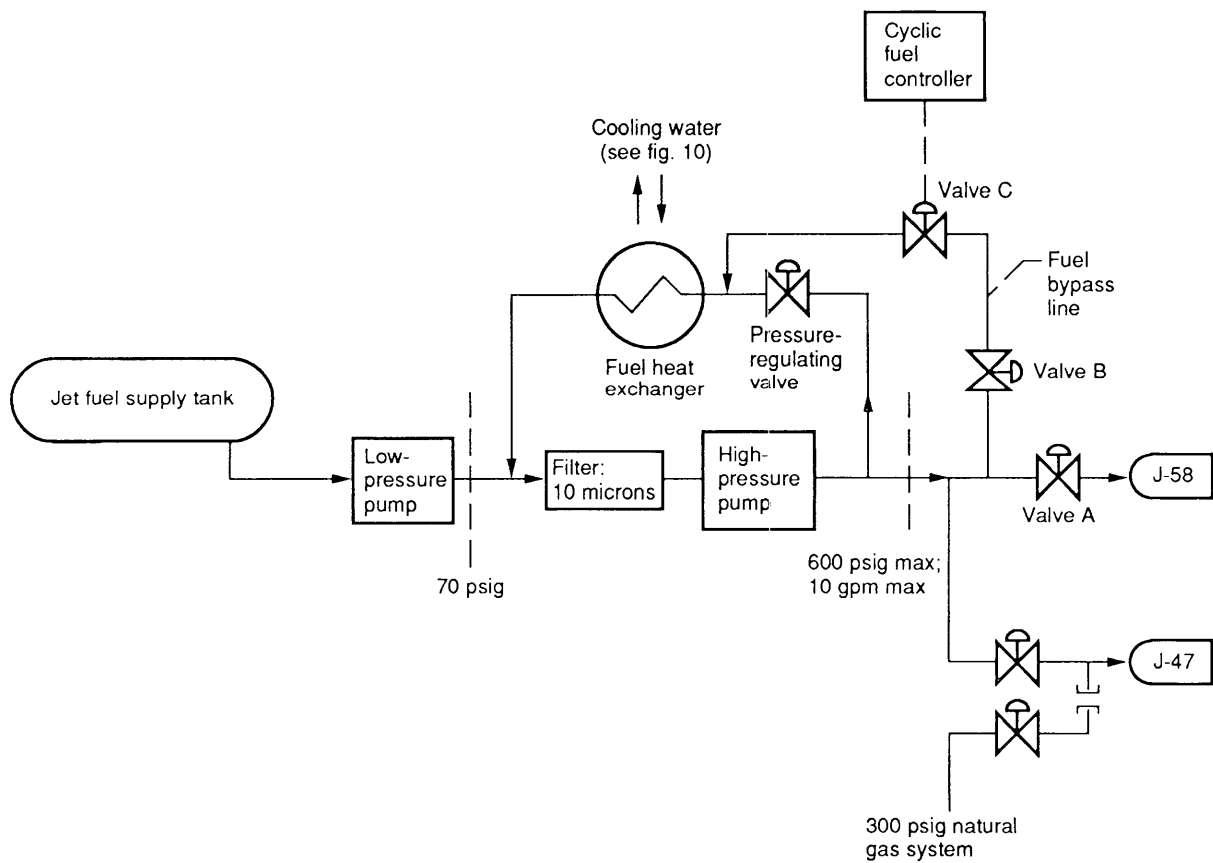 Cyclic
fuel
controller
Cooling water
(see fig. 10)
Valve C
Fuel
bypass
line
Pressure-
regulating
valve
Fuel heat
exchanger
Valve B
Jet fuel supply tank
Low-
pressure
pump
Filter:
10 microns
High-
pressure
pump
J-58
Valve A
70 psig
600 psig max;
10 gpm max
J-47
300 psig natural
gas system